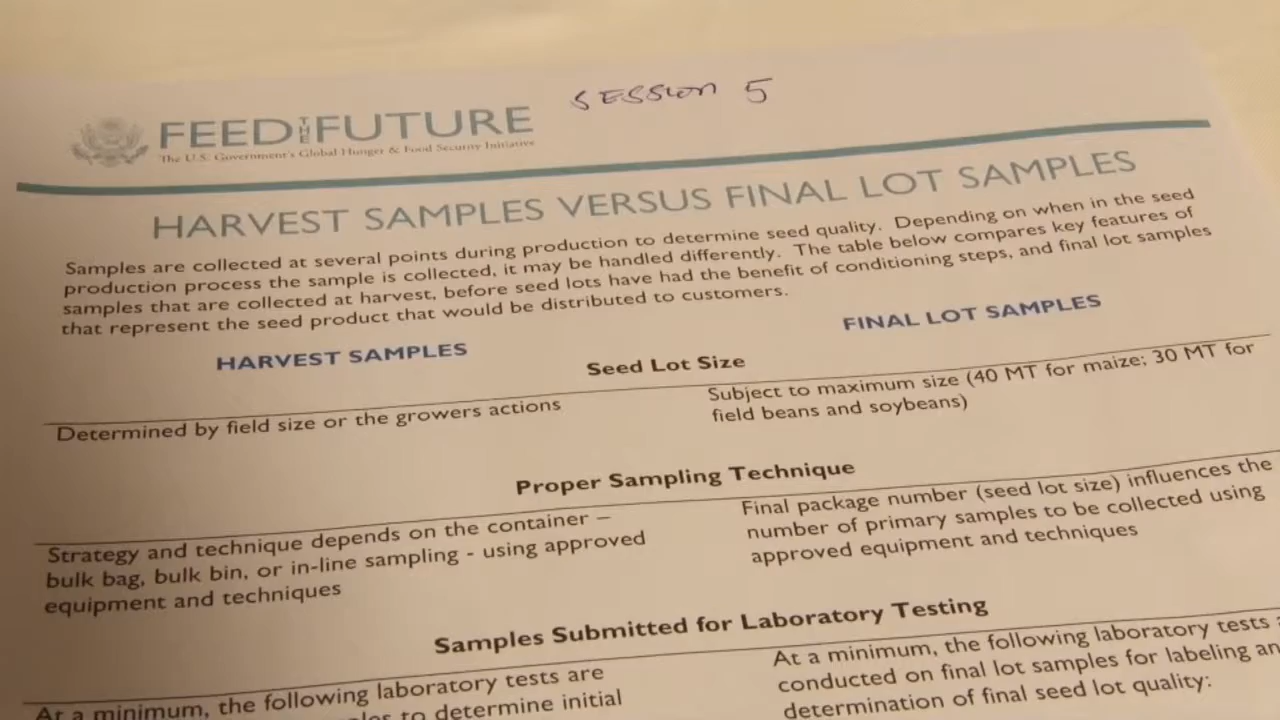 SESSION 5
FEED THE FUTURE
The U.S. Government's Global Hunger & Food Security Initiative
HARVEST SAMPLES VERSUS FINAL LOT SAMPLES
Samples are collected at several points during production to determine seed quality. Depending on when in the seed
production process the sample is collected, it may be handled differently. The table below compares key features of
samples that are collected at harvest, before seed lots have had the benefit of conditioning steps, and final lot samples
that represent the seed product that would be distributed to customers.
HARVEST SAMPLES
FINAL LOT SAMPLES
Seed Lot Size
Determined by field size or the growers actions
Subject to maximum size (40 MT for maize; 30 MT for
field beans and soybeans)
Proper Sampling Technique
Strategy and technique depends on the container –
bulk bag, bulk bin, or in-line sampling - using approved
equipment and techniques
Final package number (seed lot size) influences the
number of primary samples to be collected using
approved equipment and techniques
Samples Submitted for Laboratory Testing
At a minimum, the following laboratory tests are
to determine initial
At a minimum, the following laboratory tests
conducted on final lot samples for labeling
determination of final seed lot quality: